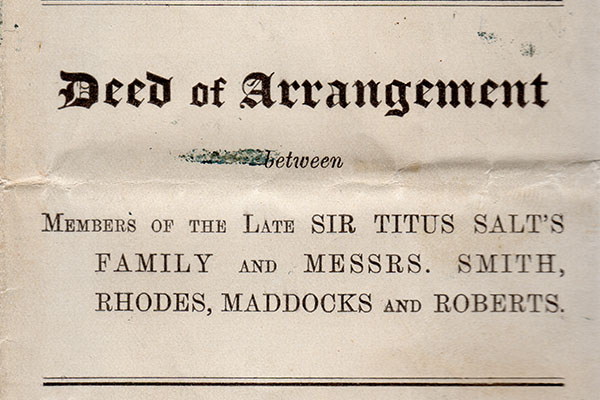 Deed of Arrangement
between
Members of the Late SIR TITUS SALT'S
FAMILY and MESSRS. SMITH,
RHODES, MADDOCKS and ROBERTS.